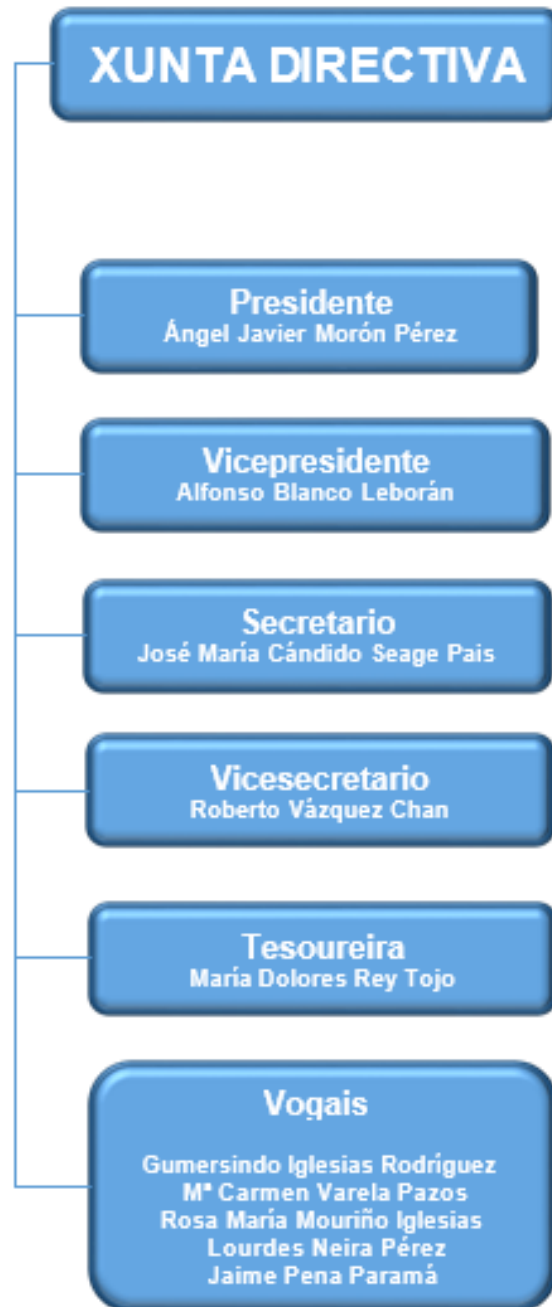 XUNTA DIRECTIVA
Presidente
Ángel Javier Morón Pérez
Vicepresidente
Alfonso Blanco Leborán
Secretario
José María Cándido Seage Pais
Vicesecretario
Roberto Vázquez Chan
Tesoureira
María Dolores Rey Tojo
Vogais
Gumersindo Iglesias Rodríguez
Mª Carmen Varela Pazos
Rosa María Mouriño Iglesias
Lourdes Neira Pérez
Jaime Pena Paramá